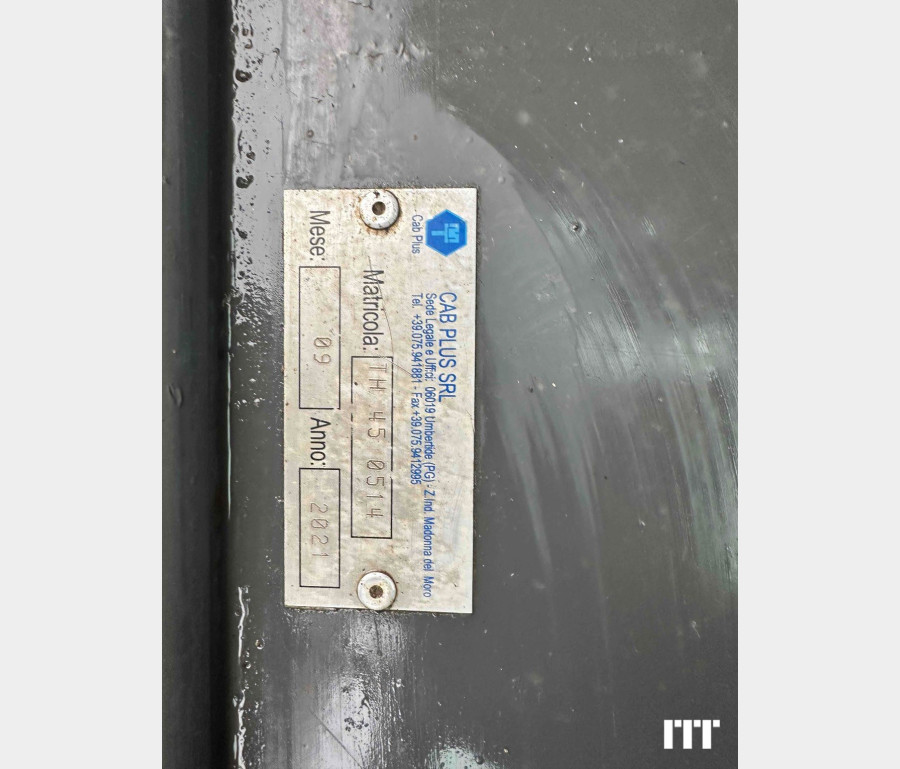 Cab Plus
CAB PLUS SRL
Sede Legale e Uffici: 06019 Umbertide (PG) - Z.Ind. Madonna del Moro
Tel. +39.075.941881 - Fax +39.075.9412995
Matricola: TH 45 0514
Mese: 09 Anno: 2021
ITT